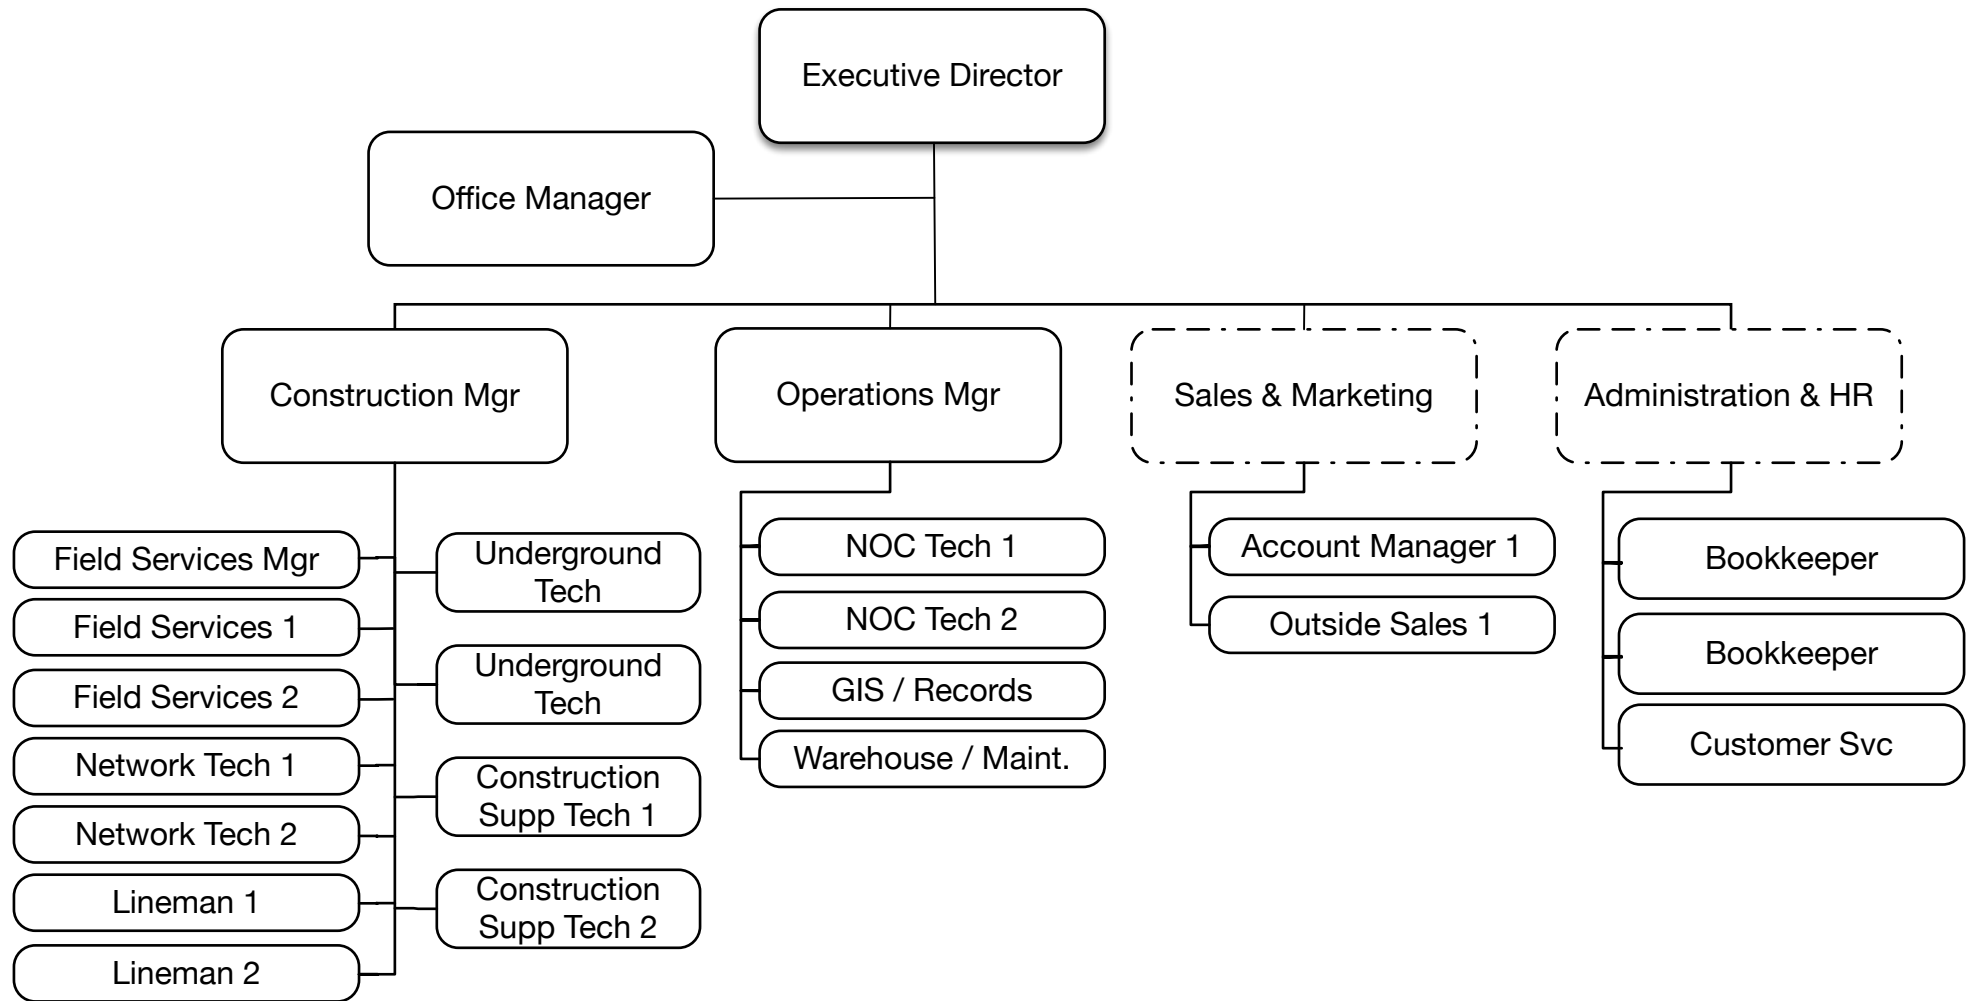 Executive Director
Office Manager
Construction Mgr
Operations Mgr
Sales & Marketing
Administration & HR
Field Services Mgr
Field Services 1
Field Services 2
Network Tech 1
Network Tech 2
Lineman 1
Lineman 2
Underground
Tech
Underground
Tech
Construction
Supp Tech 1
Construction
Supp Tech 2
NOC Tech 1
NOC Tech 2
GIS / Records
Warehouse / Maint.
Account Manager 1
Outside Sales 1
Bookkeeper
Bookkeeper
Customer Svc